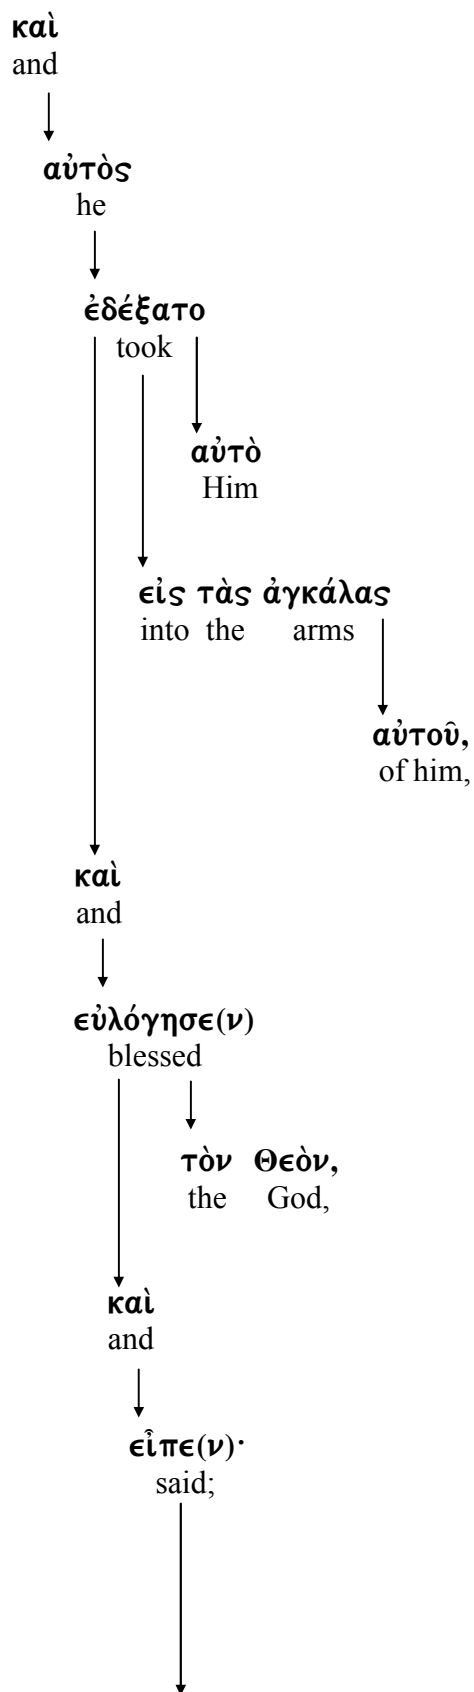 καὶ
and
αὐτὸς
he
ἐδέξατο
took
αὐτὸ
Him
εἰς τὰς ἀγκάλας
into the arms
αὐτοῦ,
of him,
καὶ
and
εὐλόγησε(ν)
blessed
τὸν Θεὸν,
the God,
καὶ
and
εἶπε(ν)·
said;